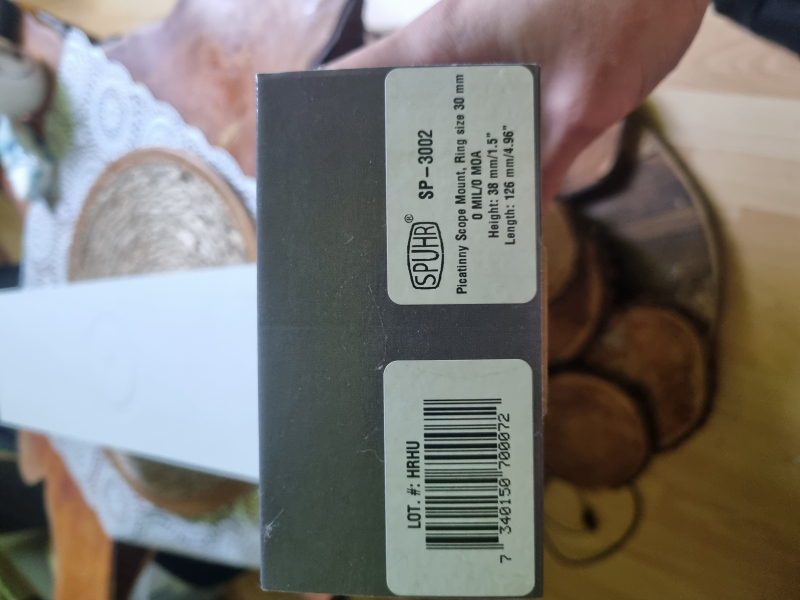 SPUHR® SP-3002
Picatinny Scope Mount, Ring size 30 mm
0 MIL/0 MOA
Height: 38 mm/1.5"
Length: 126 mm/4.96"
LOT. #: HRHU
7 340150 700072